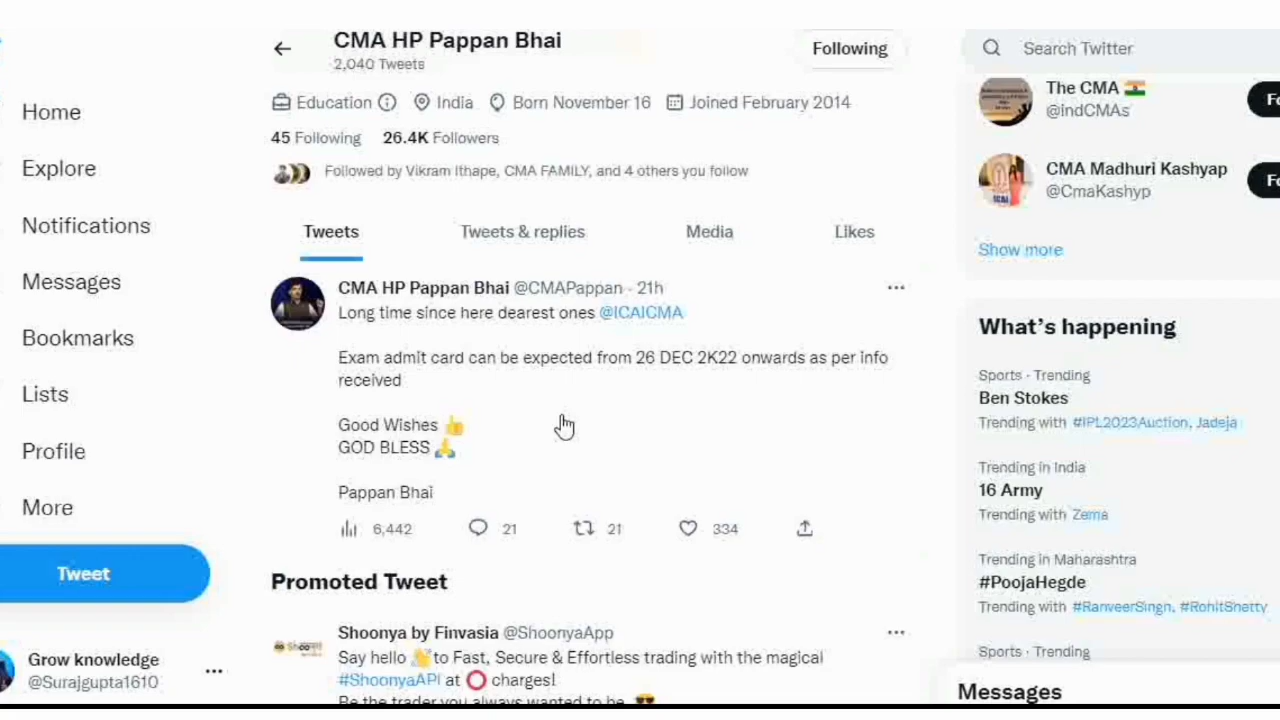 CMA HP Pappan Bhai
2,040 Tweets
Following
Education India Born November 16 Joined February 2014
45 Following 26.4K Followers
Followed by Vikram Ithape, CMA FAMILY, and 4 others you follow
Tweets Tweets & replies Media Likes
CMA HP Pappan Bhai @CMAPappan · 21h
Long time since here dearest ones @ICAICMA
Exam admit card can be expected from 26 DEC 2K22 onwards as per info
received
Good Wishes 👍
GOD BLESS 🙏
Pappan Bhai
6,442 21 21 334
Promoted Tweet
Shoonya by Finvasia @ShoonyaApp
Say hello 👋 to Fast, Secure & Effortless trading with the magical
#ShoonyaAPI at ⭕ charges!
Be the trader you always wanted to be 😎
Home
Explore
Notifications
Messages
Bookmarks
Lists
Profile
More
Tweet
Grow knowledge
@Surajgupta1610
Search Twitter
The CMA 🇮🇳
@indCMAs
Fo
CMA Madhuri Kashyap
@CmaKashyp
Fo
Show more
What's happening
Sports · Trending
Ben Stokes
Trending with #IPL2023Auction, Jadeja
Trending in India
16 Army
Trending with Zema
Trending in Maharashtra
#PoojaHegde
Trending with #RanveerSingh, #RohitShetty
Sports · Trending
Messages